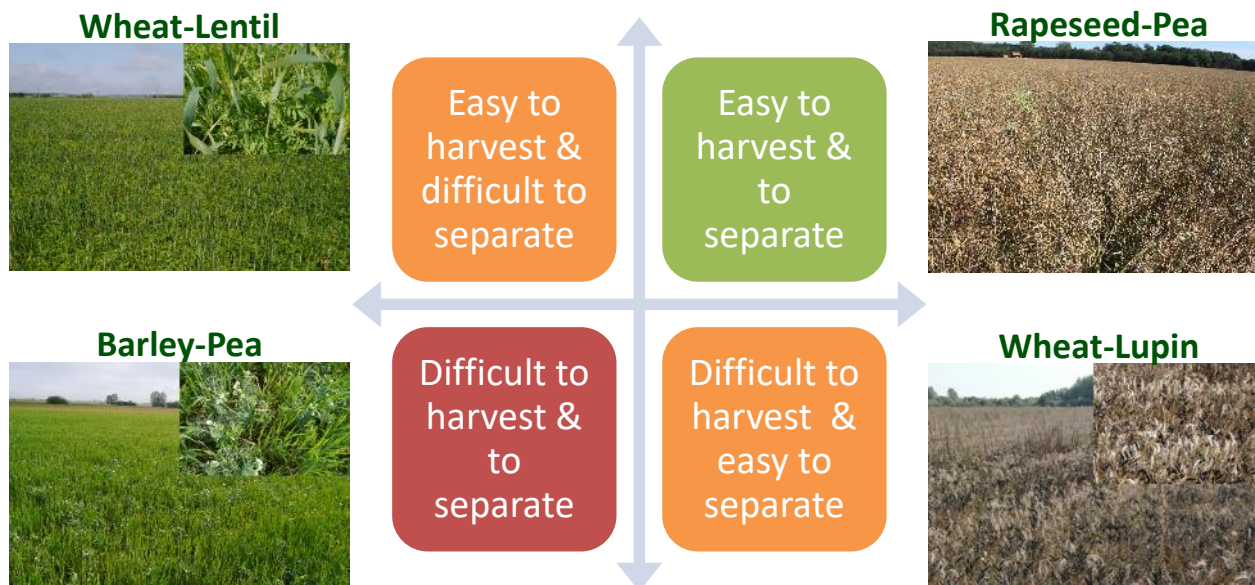 Wheat-Lentil
Rapeseed-Pea
Easy to
harvest &
difficult to
separate
Easy to
harvest &
to
separate
Barley-Pea
Wheat-Lupin
Difficult to
harvest &
to
separate
Difficult to
harvest &
easy to
separate